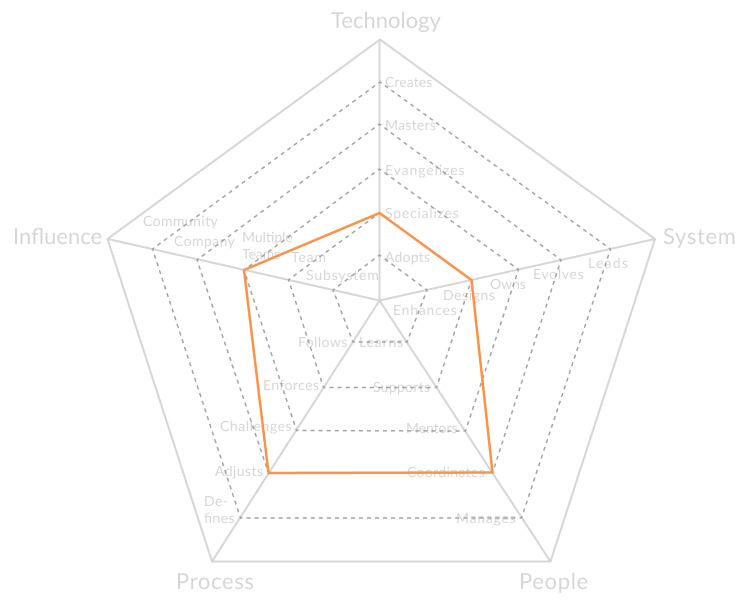 Technology
Creates
Masters
Evangelizes
Specializes
Adopts
Influence
Community
Company
Multiple
Teams
Team
Subsystem
System
Leads
Evolves
Owns
Designs
Enhances
Follows
Learns
Enforces
Supports
Challenges
Mentors
Adjusts
Coordinates
De-
fines
Manages
Process
People